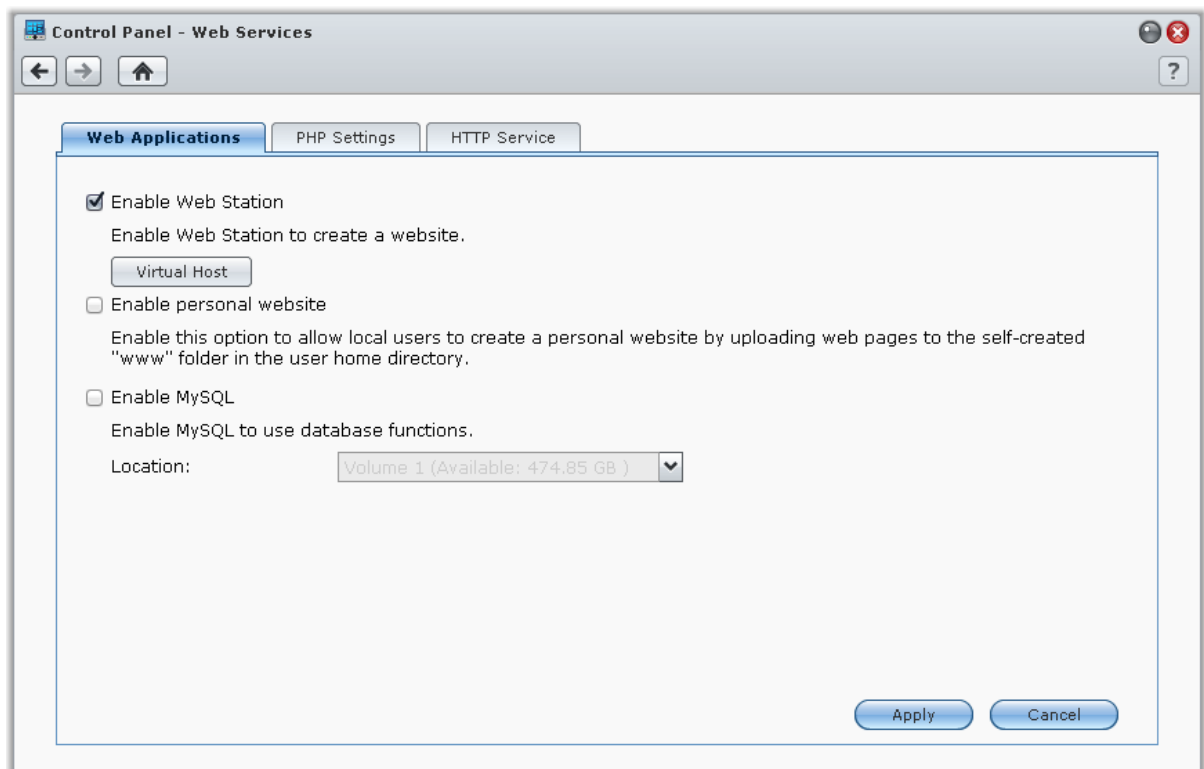 Control Panel - Web Services
?
Web Applications PHP Settings HTTP Service
Enable Web Station
Enable Web Station to create a website.
Virtual Host
Enable personal website
Enable this option to allow local users to create a personal website by uploading web pages to the self-created
"www" folder in the user home directory.
Enable MySQL
Enable MySQL to use database functions.
Location: Volume 1 (Available: 474.85 GB )
Apply Cancel